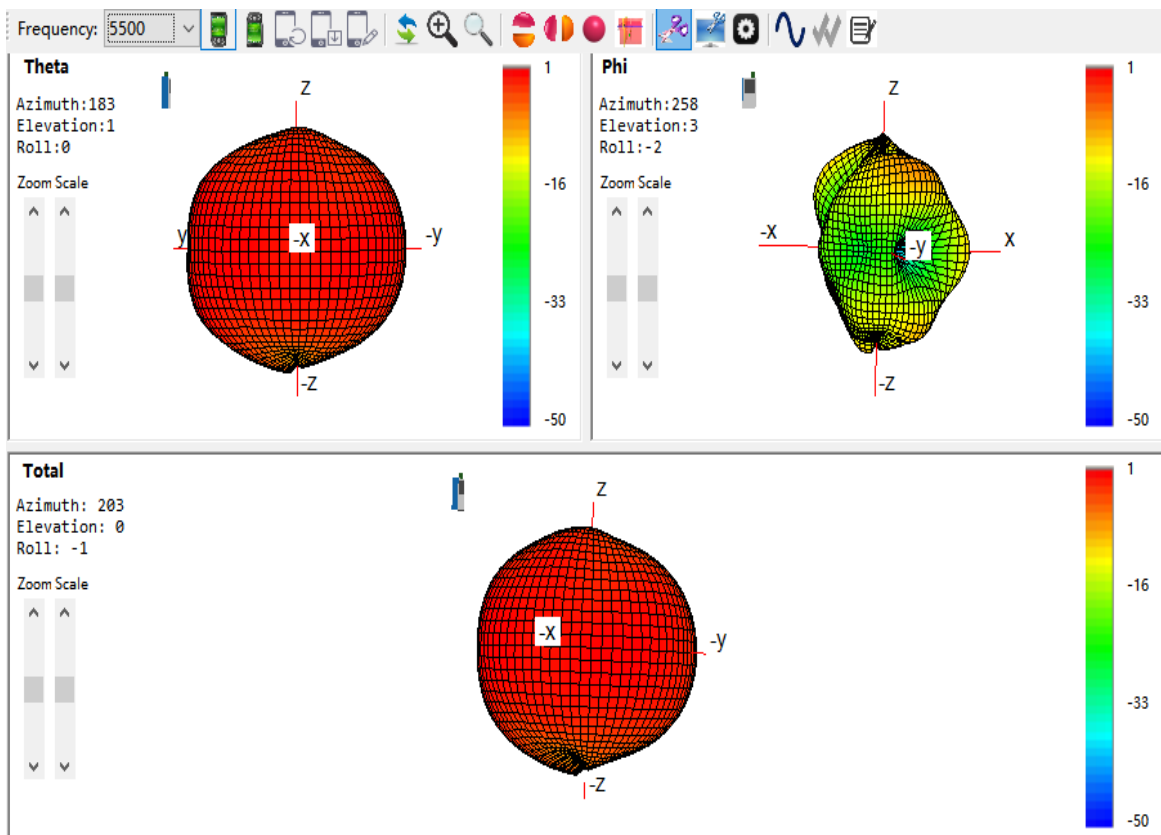 Frequency: 5500
Theta
Azimuth:183
Elevation:1
Roll:0
Zoom Scale
z
y
-x
-y
-z
1
-16
-33
-50
Phi
Azimuth:258
Elevation:3
Roll:-2
Zoom Scale
z
-x
-y
x
-z
1
-16
-33
-50
Total
Azimuth: 203
Elevation: 0
Roll: -1
Zoom Scale
z
-x
-y
-z
1
-16
-33
-50